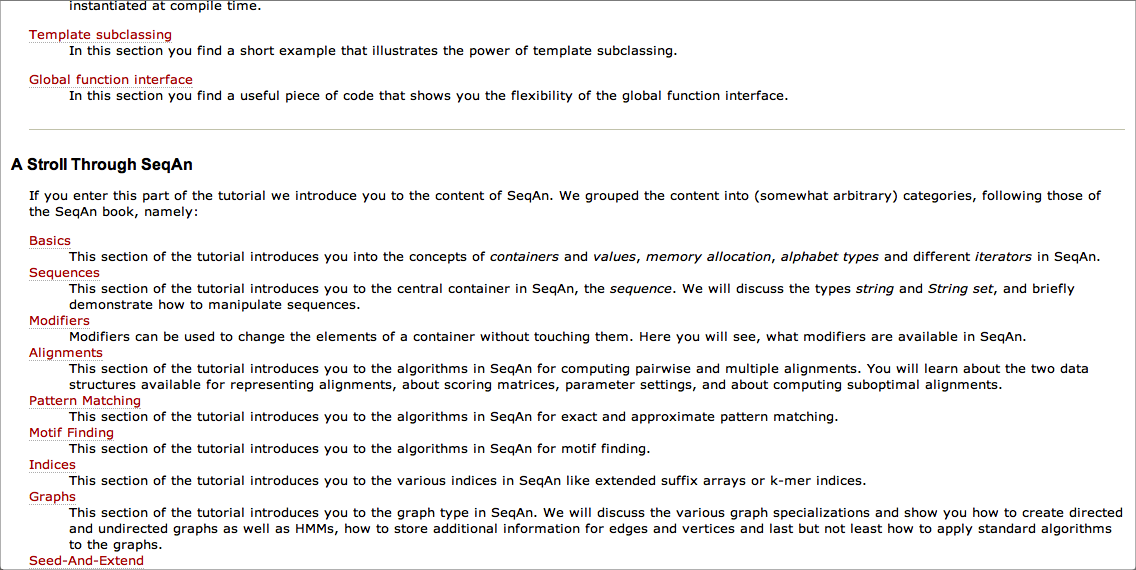 instantiated at compile time.
Template subclassing
In this section you find a short example that illustrates the power of template subclassing.
Global function interface
In this section you find a useful piece of code that shows you the flexibility of the global function interface.
A Stroll Through SeqAn
If you enter this part of the tutorial we introduce you to the content of SeqAn. We grouped the content into (somewhat arbitrary) categories, following those of
the SeqAn book, namely:
Basics
This section of the tutorial introduces you into the concepts of containers and values, memory allocation, alphabet types and different iterators in SeqAn.
Sequences
This section of the tutorial introduces you to the central container in SeqAn, the sequence. We will discuss the types string and String set, and briefly
demonstrate how to manipulate sequences.
Modifiers
Modifiers can be used to change the elements of a container without touching them. Here you will see, what modifiers are available in SeqAn.
Alignments
This section of the tutorial introduces you to the algorithms in SeqAn for computing pairwise and multiple alignments. You will learn about the two data
structures available for representing alignments, about scoring matrices, parameter settings, and about computing suboptimal alignments.
Pattern Matching
This section of the tutorial introduces you to the algorithms in SeqAn for exact and approximate pattern matching.
Motif Finding
This section of the tutorial introduces you to the algorithms in SeqAn for motif finding.
Indices
This section of the tutorial introduces you to the various indices in SeqAn like extended suffix arrays or k-mer indices.
Graphs
This section of the tutorial introduces you to the graph type in SeqAn. We will discuss the various graph specializations and show you how to create directed
and undirected graphs as well as HMMs, how to store additional information for edges and vertices and last but not least how to apply standard algorithms
to the graphs.
Seed-And-Extend